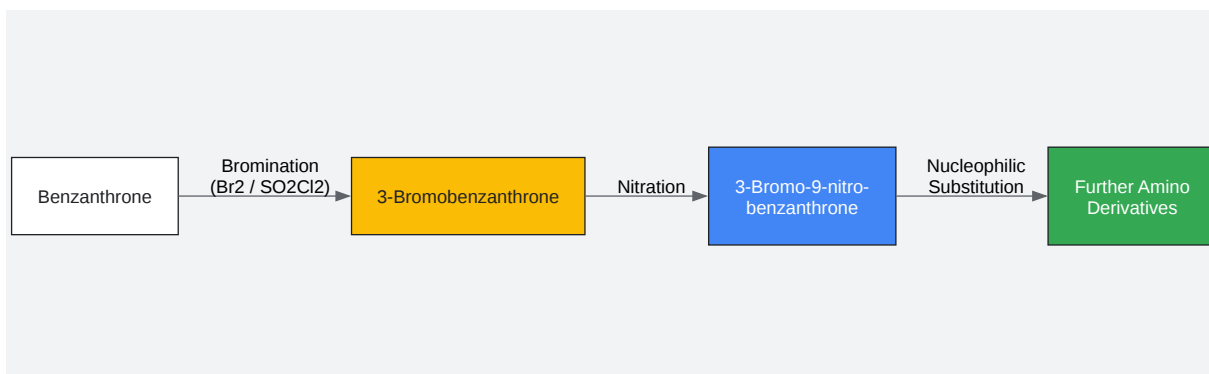 Benzanthrone
Bromination
(Br2 / SO2Cl2)
3-Bromobenzanthrone
Nitration
3-Bromo-9-nitro-
benzanthrone
Nucleophilic
Substitution
Further Amino
Derivatives